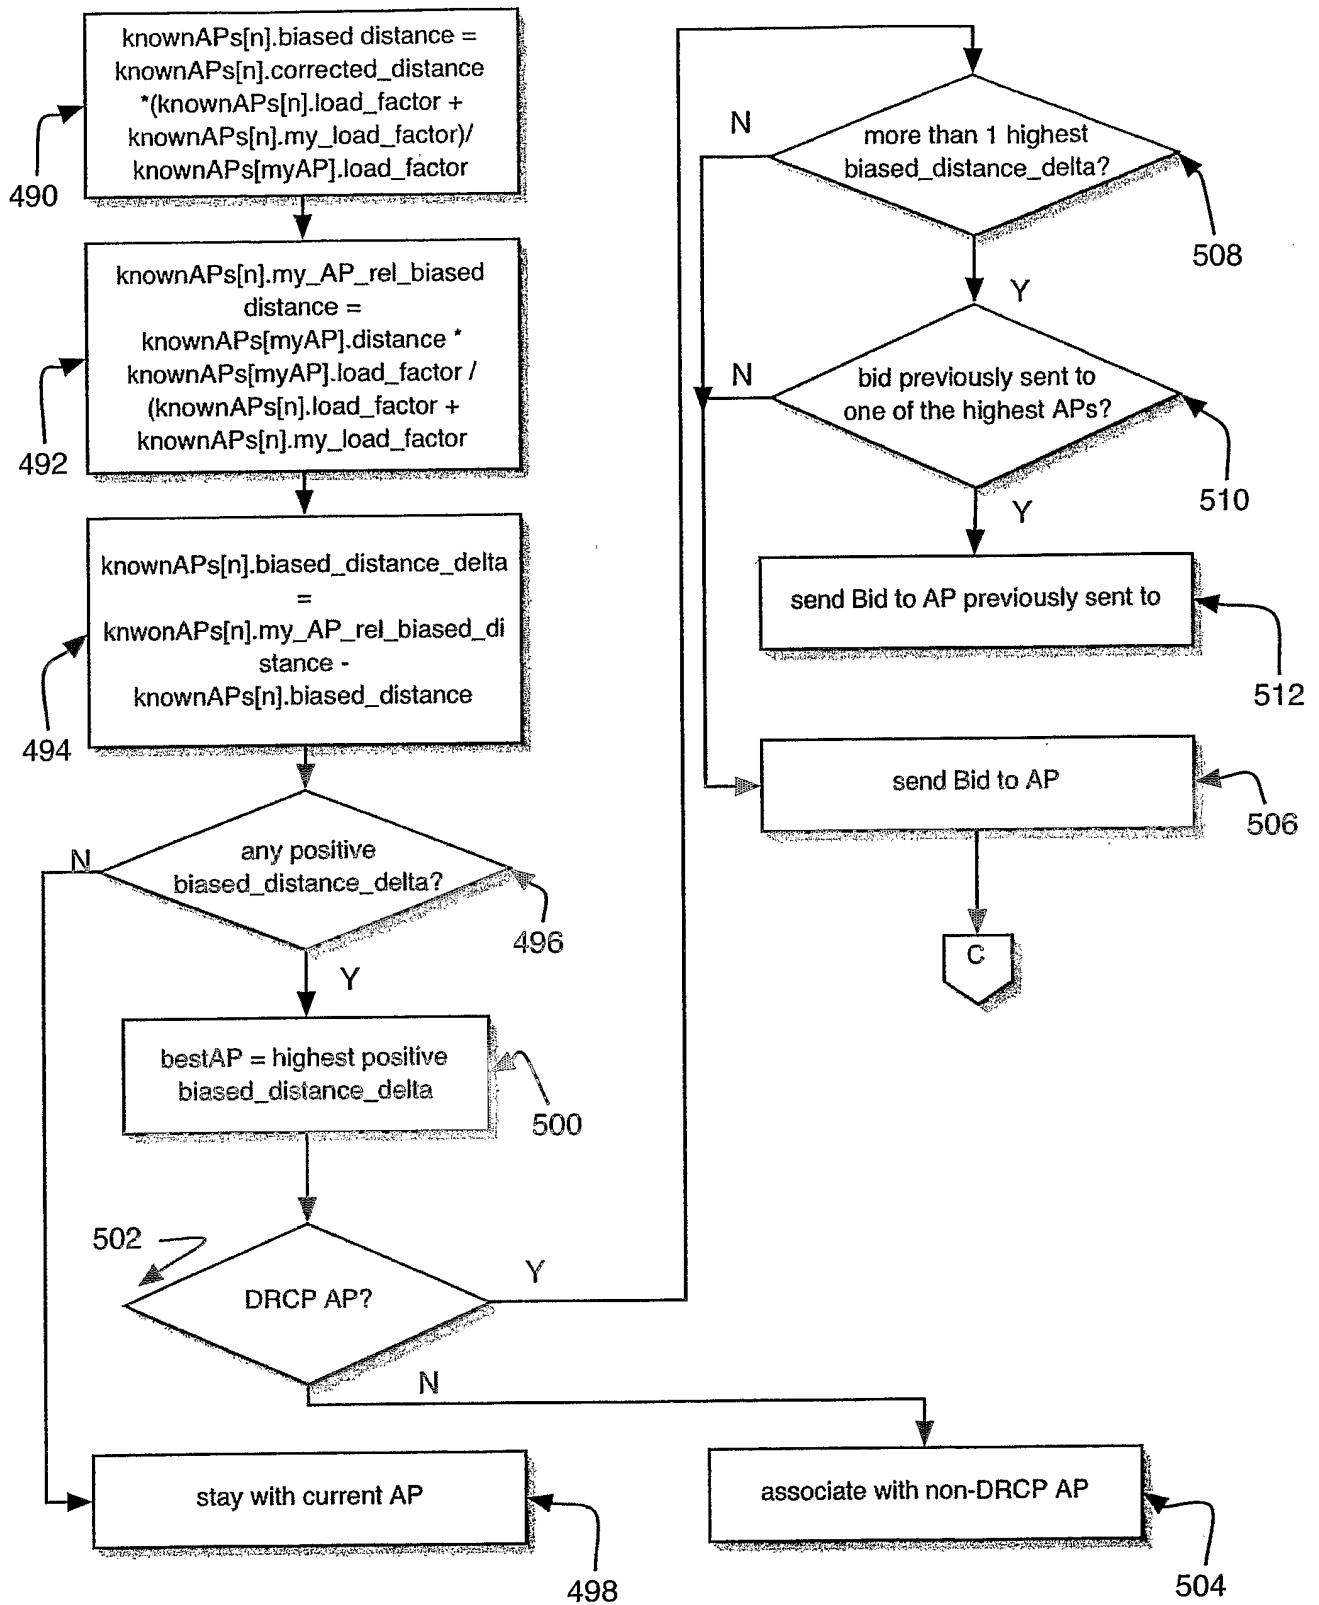 knownAPs[n].biased distance =
knownAPs[n].corrected_distance
*(knownAPs[n].load_factor +
knownAPs[n].my_load_factor)/
knownAPs[myAP].load_factor
490
knownAPs[n].my_AP_rel_biased
distance =
knownAPs[myAP].distance *
knownAPs[myAP].load_factor /
(knownAPs[n].load_factor +
knownAPs[n].my_load_factor
492
knownAPs[n].biased_distance_delta
=
knwonAPs[n].my_AP_rel_biased_di
stance -
knownAPs[n].biased_distance
494
N
any positive
biased_distance_delta?
496
Y
bestAP = highest positive
biased_distance_delta
500
502
DRCP AP?
Y
N
stay with current AP
498
associate with non-DRCP AP
504
N
more than 1 highest
biased_distance_delta?
508
Y
N
bid previously sent to
one of the highest APs?
510
Y
send Bid to AP previously sent to
512
send Bid to AP
506
C